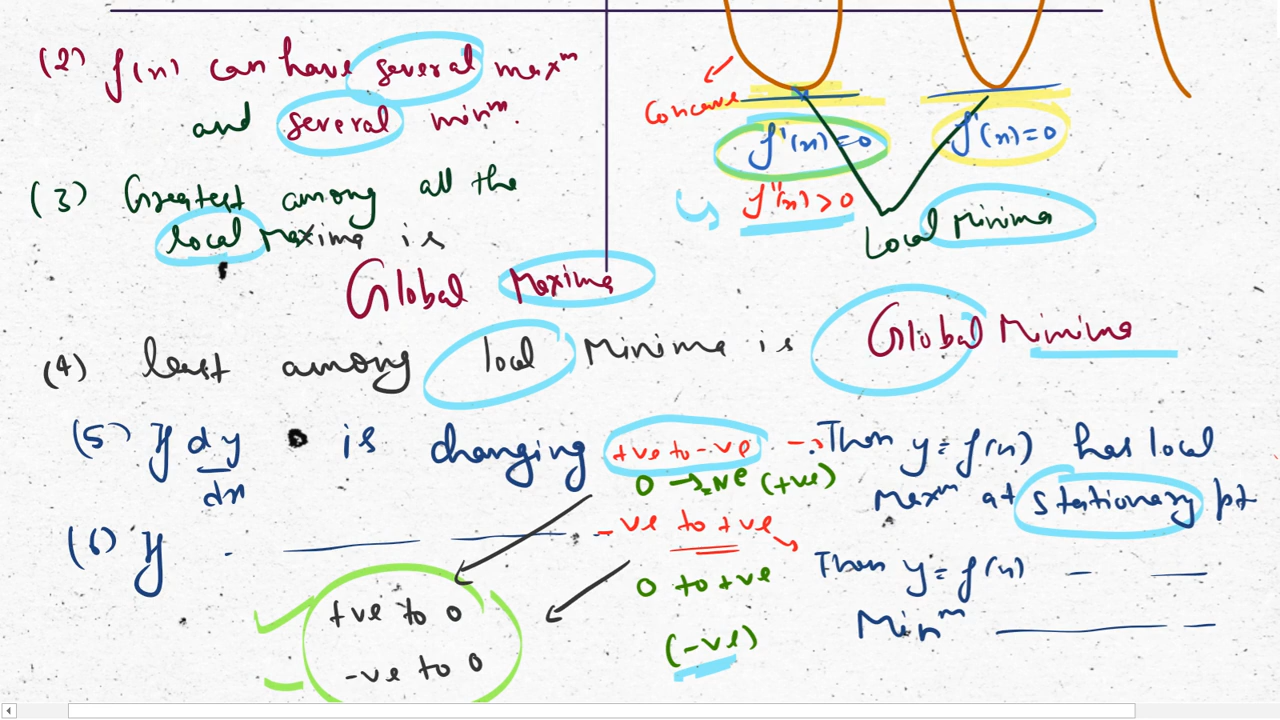 (2) f(x) can have several maxᵐ
and several minᵐ.
(3) Greatest among all the
local Maxima is
Global Maxima
Concave
f'(x)=0
f'(x)=0
f''(x)>0
Local Minima
(4) least among local Minima is Global Minima
(5) If dy/dx is changing +ve to -ve → Then y=f(x) has local
Maxᵐ at stationary pt
0 → -ve (+ve)
(6) If - — — -ve to +ve Then y=f(x) — —
Minᵐ — —
0 to +ve
(-ve)
+ve to 0
-ve to 0